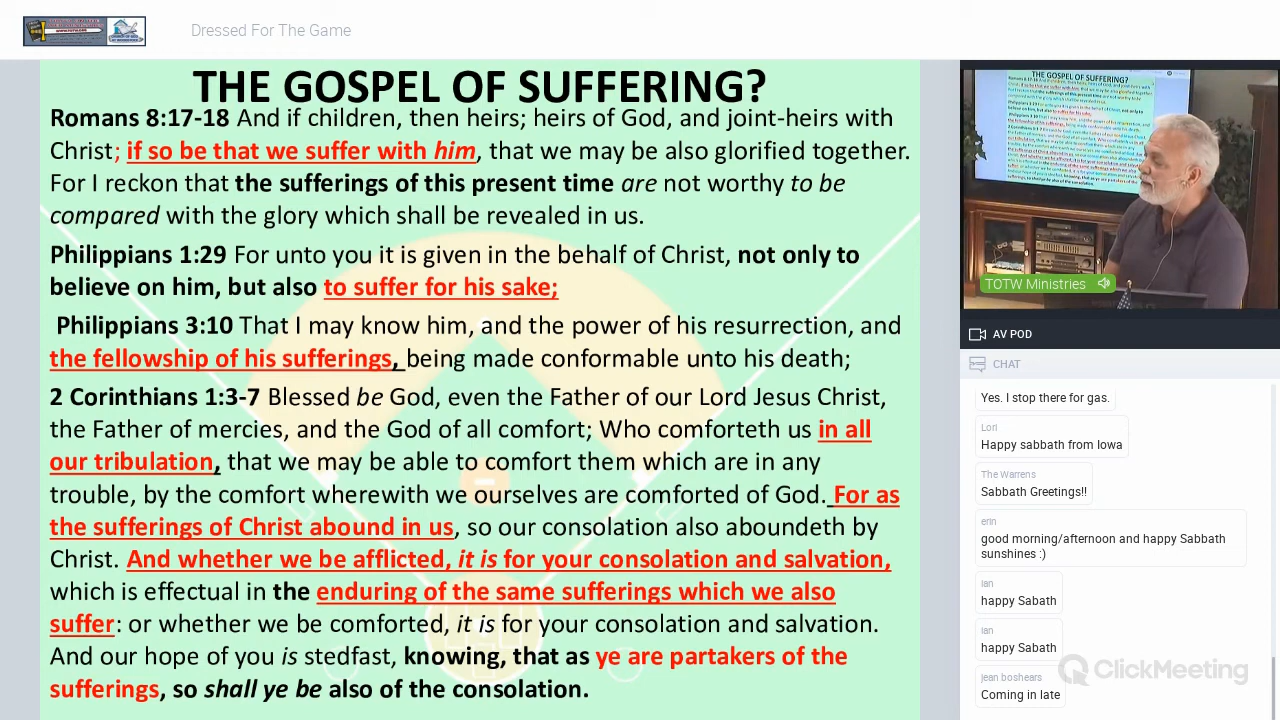 Dressed For The Game
THE GOSPEL OF SUFFERING?
Romans 8:17-18 And if children, then heirs; heirs of God, and joint-heirs with
Christ; if so be that we suffer with him, that we may be also glorified together.
For I reckon that the sufferings of this present time are not worthy to be
compared with the glory which shall be revealed in us.
Philippians 1:29 For unto you it is given in the behalf of Christ, not only to
believe on him, but also to suffer for his sake;
Philippians 3:10 That I may know him, and the power of his resurrection, and
the fellowship of his sufferings, being made conformable unto his death;
2 Corinthians 1:3-7 Blessed be God, even the Father of our Lord Jesus Christ,
the Father of mercies, and the God of all comfort; Who comforteth us in all
our tribulation, that we may be able to comfort them which are in any
trouble, by the comfort wherewith we ourselves are comforted of God. For as
the sufferings of Christ abound in us, so our consolation also aboundeth by
Christ. And whether we be afflicted, it is for your consolation and salvation,
which is effectual in the enduring of the same sufferings which we also
suffer: or whether we be comforted, it is for your consolation and salvation.
And our hope of you is stedfast, knowing, that as ye are partakers of the
sufferings, so shall ye be also of the consolation.
THE GOSPEL OF SUFFERING?
TOTW Ministries
AV POD
CHAT
Yes. I stop there for gas.
Lori
Happy sabbath from Iowa
The Warrens
Sabbath Greetings!!
erin
good morning/afternoon and happy Sabbath
sunshines :)
Ian
happy Sabath
Ian
happy Sabath
jean boshears
Coming in late
ClickMeeting